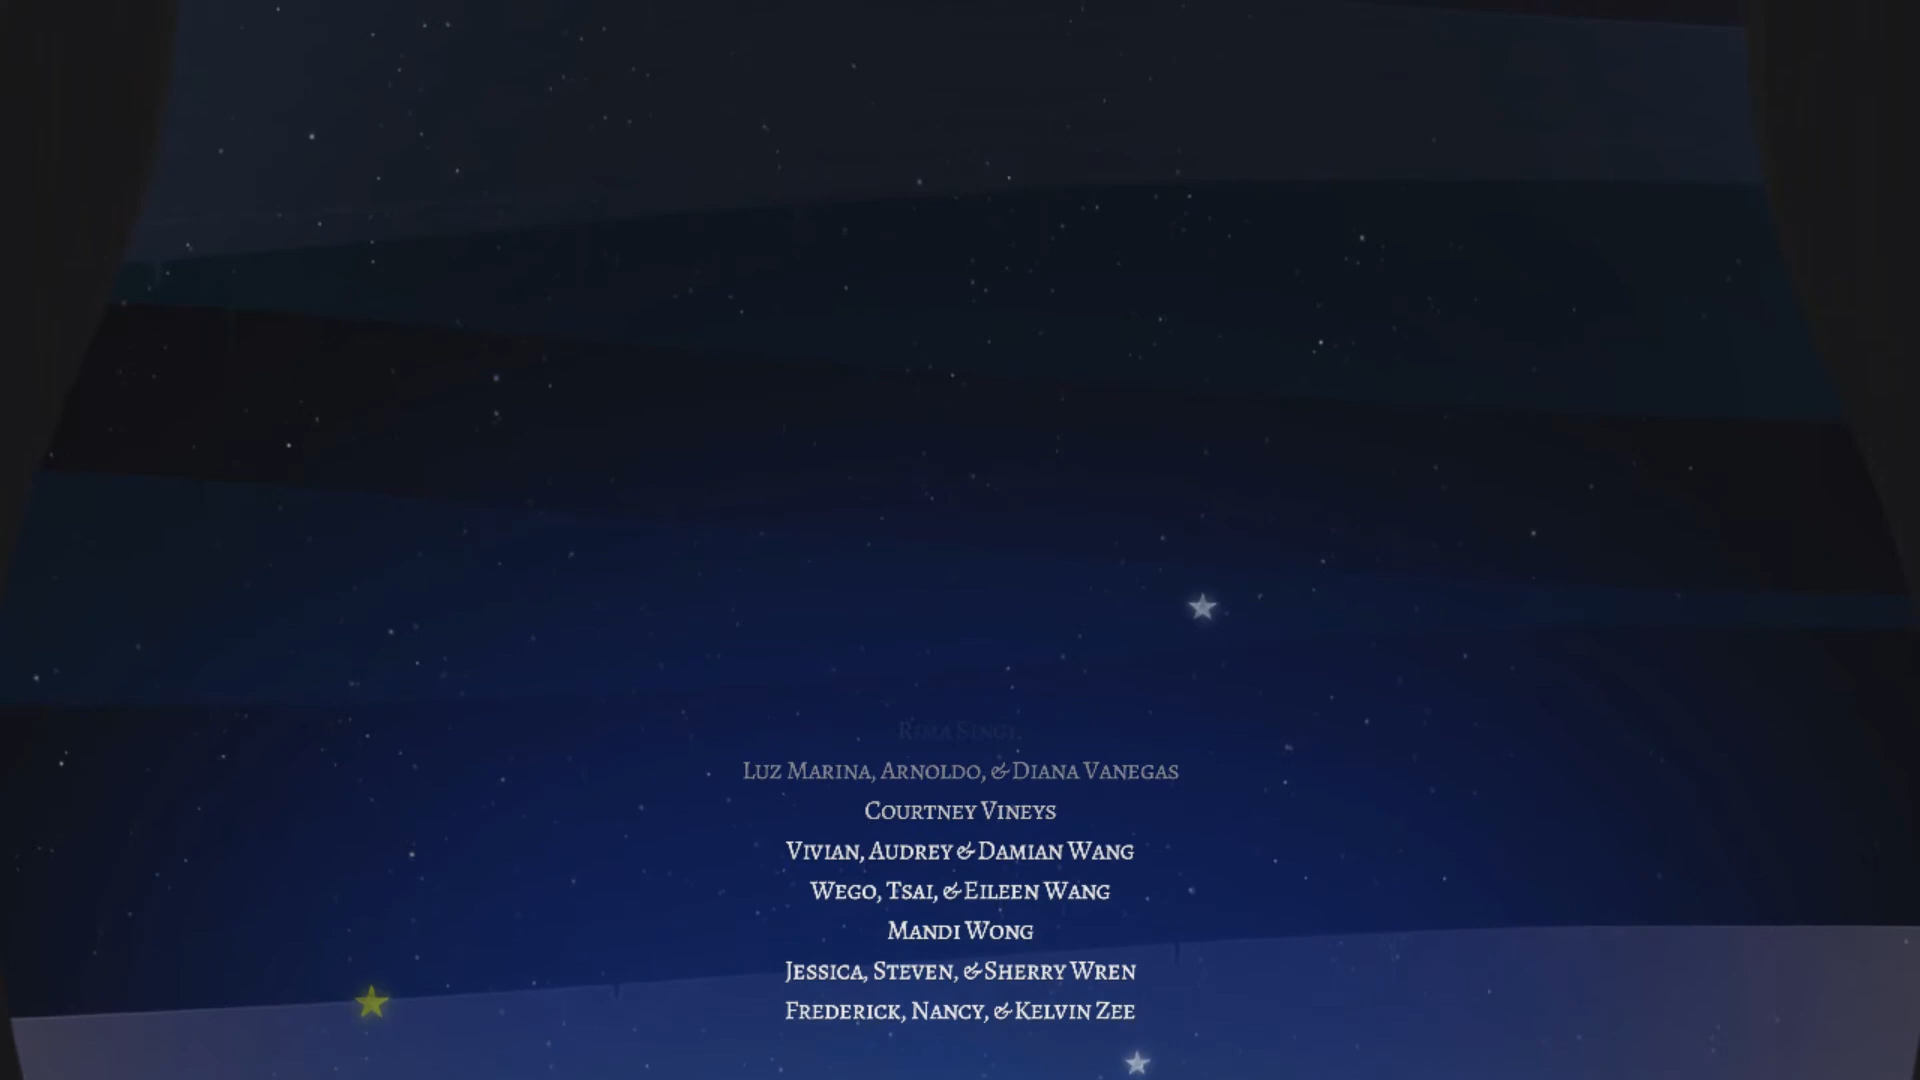 Rima
Luz Marina, Arnoldo, & Diana Vanegas
Courtney Vineys
Vivian, Audrey & Damian Wang
Wego, Tsai, & Eileen Wang
Mandi Wong
Jessica, Steven, & Sherry Wren
Frederick, Nancy, & Kelvin Zee